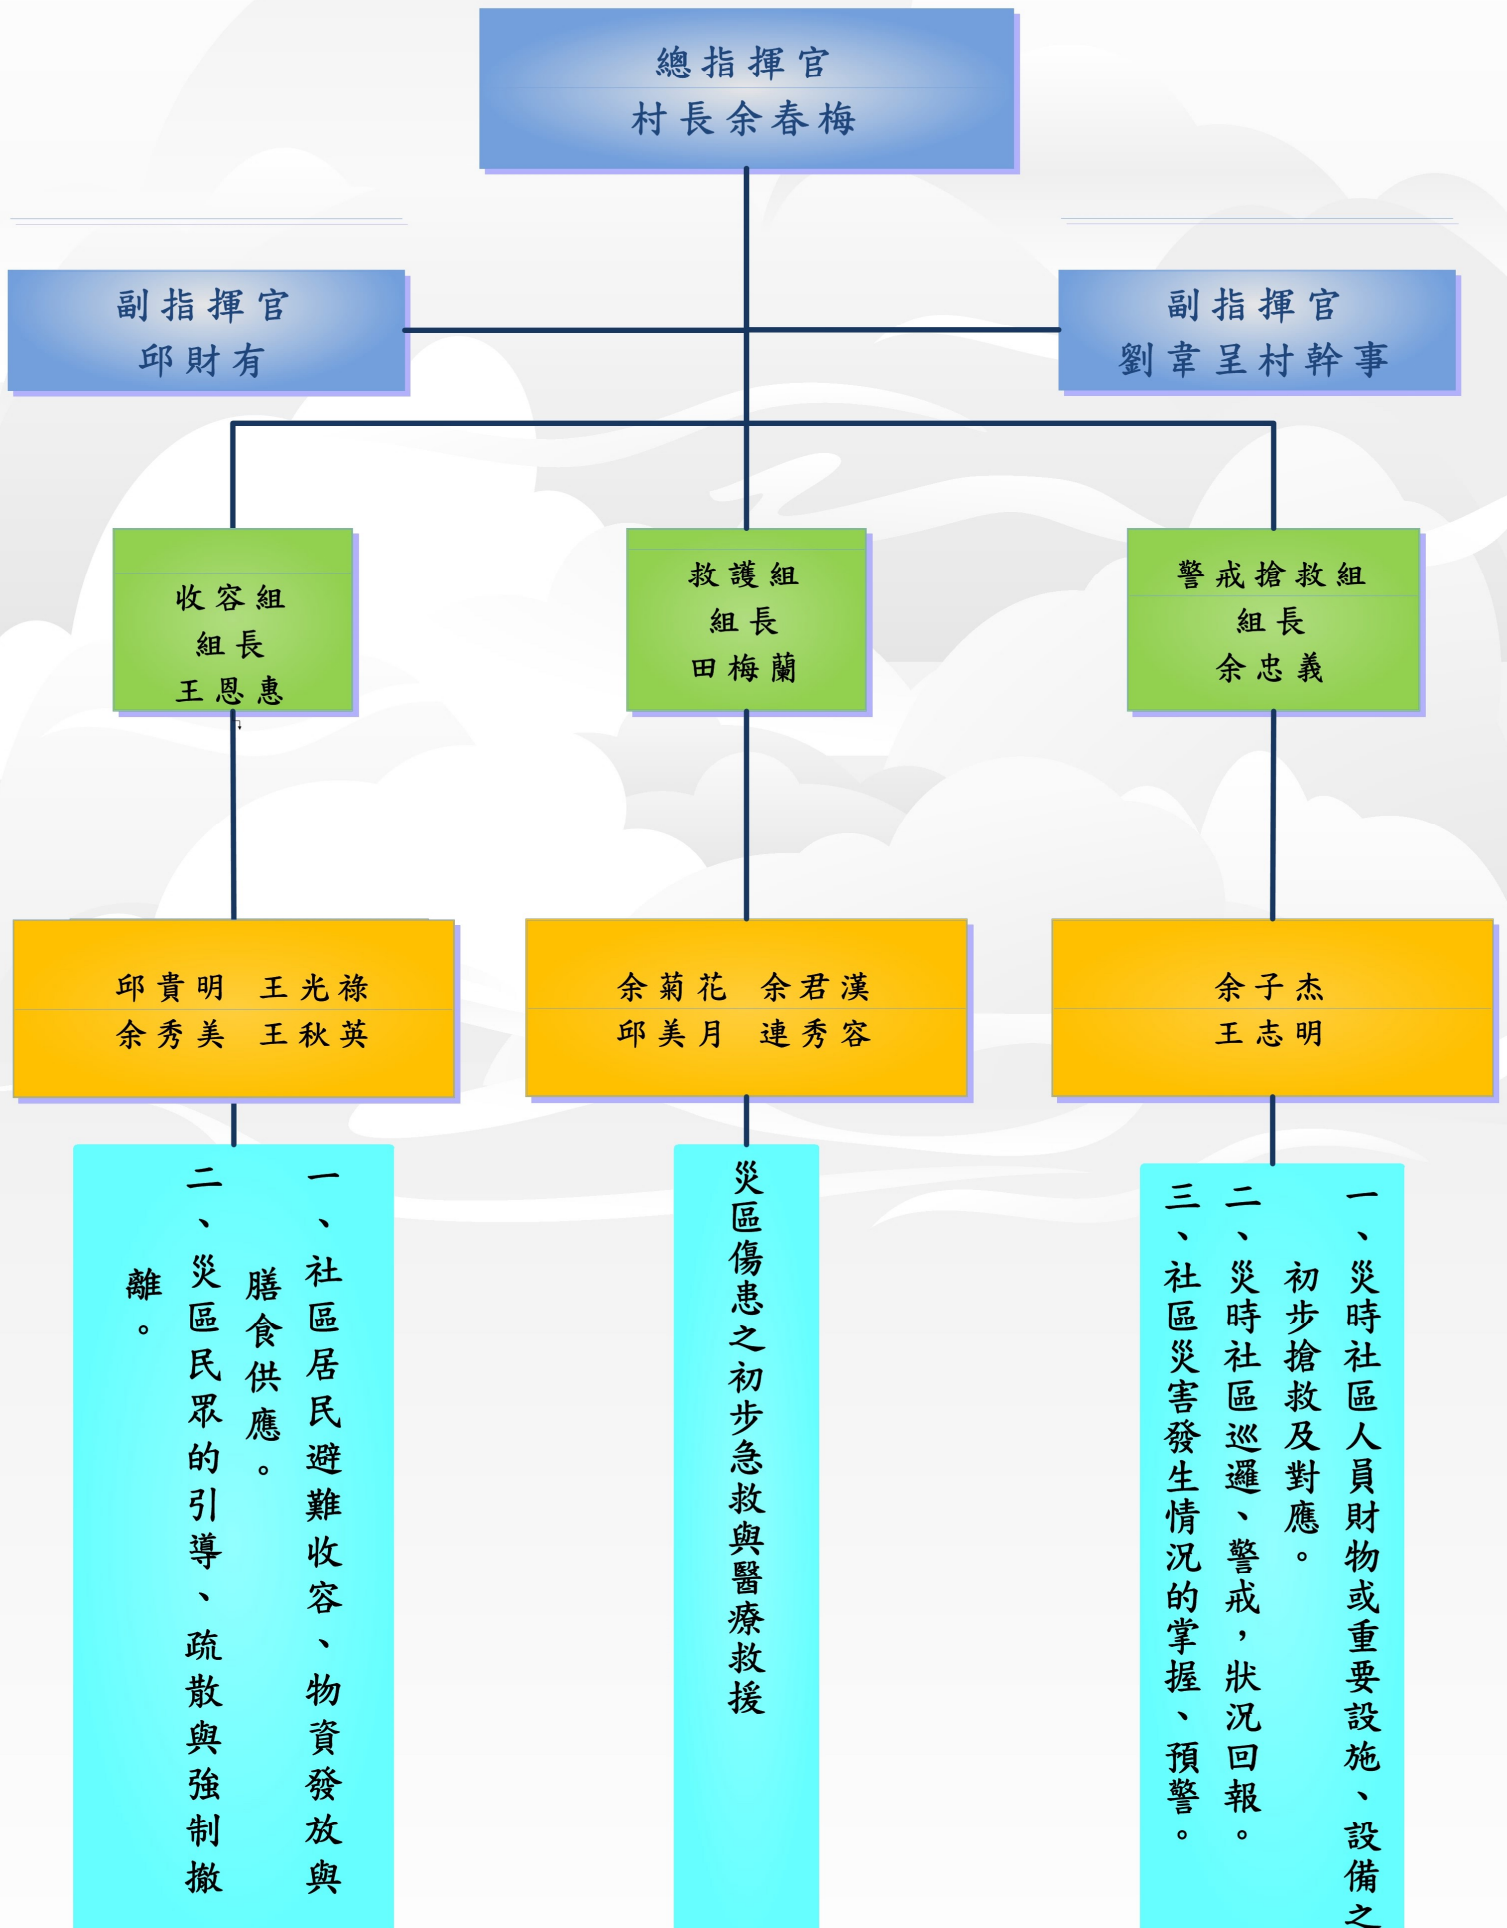 總指揮官
村長余春梅
副指揮官
邱財有
副指揮官
劉韋呈村幹事
收容組
組長
王恩惠
救護組
組長
田梅蘭
警戒搶救組
組長
余忠義
邱貴明 王光祿
余秀美 王秋英
余菊花 余君漢
邱美月 連秀容
余子杰
王志明
一、社區居民避難收容、物資發放與
膳食供應。
二、災區民眾的引導、疏散與強制撤
離。
災區傷患之初步急救與醫療救援
一、災時社區人員財物或重要設施、設備之
初步搶救及對應。
二、災時社區巡邏、警戒，狀況回報。
三、社區災害發生情況的掌握、預警。